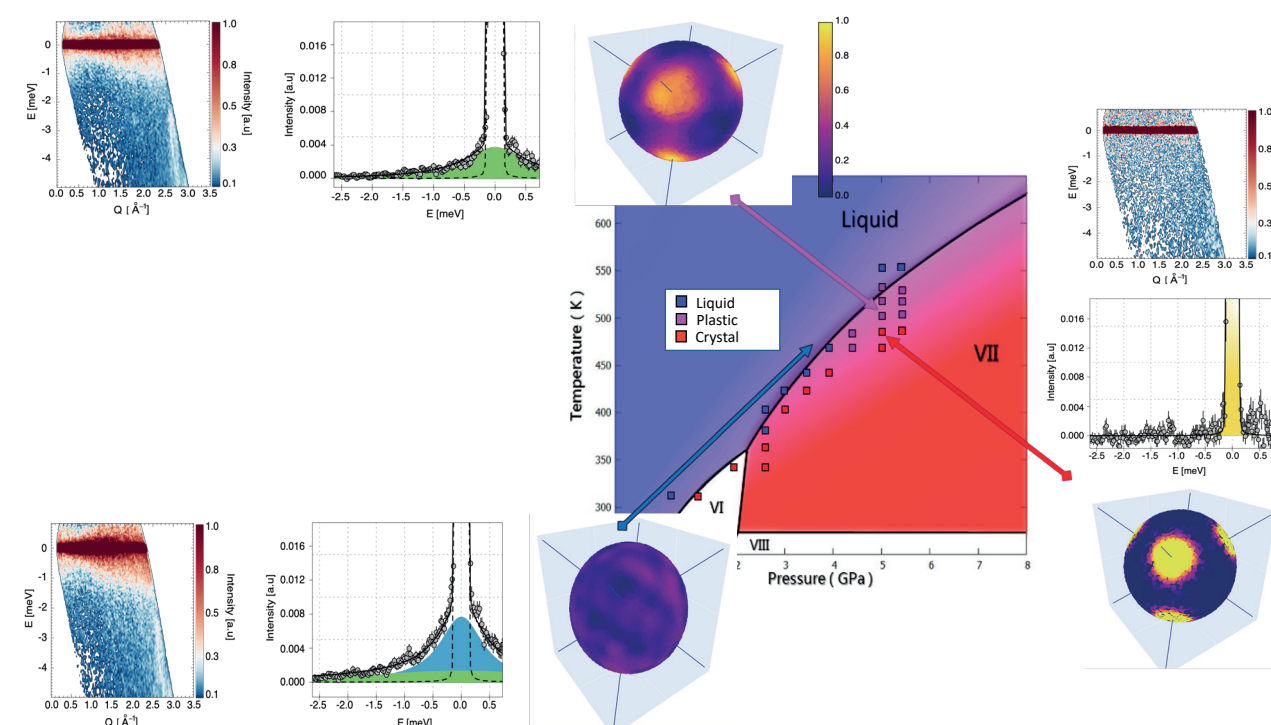 1.0
0.8
0.5
0.3
0.1
Intensity [a.u]
0
-1
-2
-3
-4
E [meV]
0.0 0.5 1.0 1.5 2.0 2.5 3.0 3.5
Q [ Å⁻¹]
0.016
0.012
0.008
0.004
0.000
Intensity [a.u]
-2.5 -2.0 -1.5 -1.0 -0.5 0.0 0.5
E [meV]
1.0
0.8
0.6
0.4
0.2
0.0
1.0
0.8
0.5
0.3
0.1
0
-1
-2
-3
-4
E [meV]
0.0 0.5 1.0 1.5 2.0 2.5 3.0 3.5
Q [ Å⁻¹]
Liquid
600
550
500
450
400
350
300
Temperature ( K )
Liquid
Plastic
Crystal
VII
VI
VIII
2 3 4 5 6 7 8
Pressure ( GPa )
0.016
0.012
0.008
0.004
0.000
Intensity [a.u]
-2.5 -2.0 -1.5 -1.0 -0.5 0.0 0.5
E [meV]
1.0
0.8
0.5
0.3
0.1
Intensity [a.u]
0
-1
-2
-3
-4
E [meV]
0.0 0.5 1.0 1.5 2.0 2.5 3.0 3.5
Q [ Å⁻¹]
0.016
0.012
0.008
0.004
0.000
Intensity [a.u]
-2.5 -2.0 -1.5 -1.0 -0.5 0.0 0.5
E [meV]